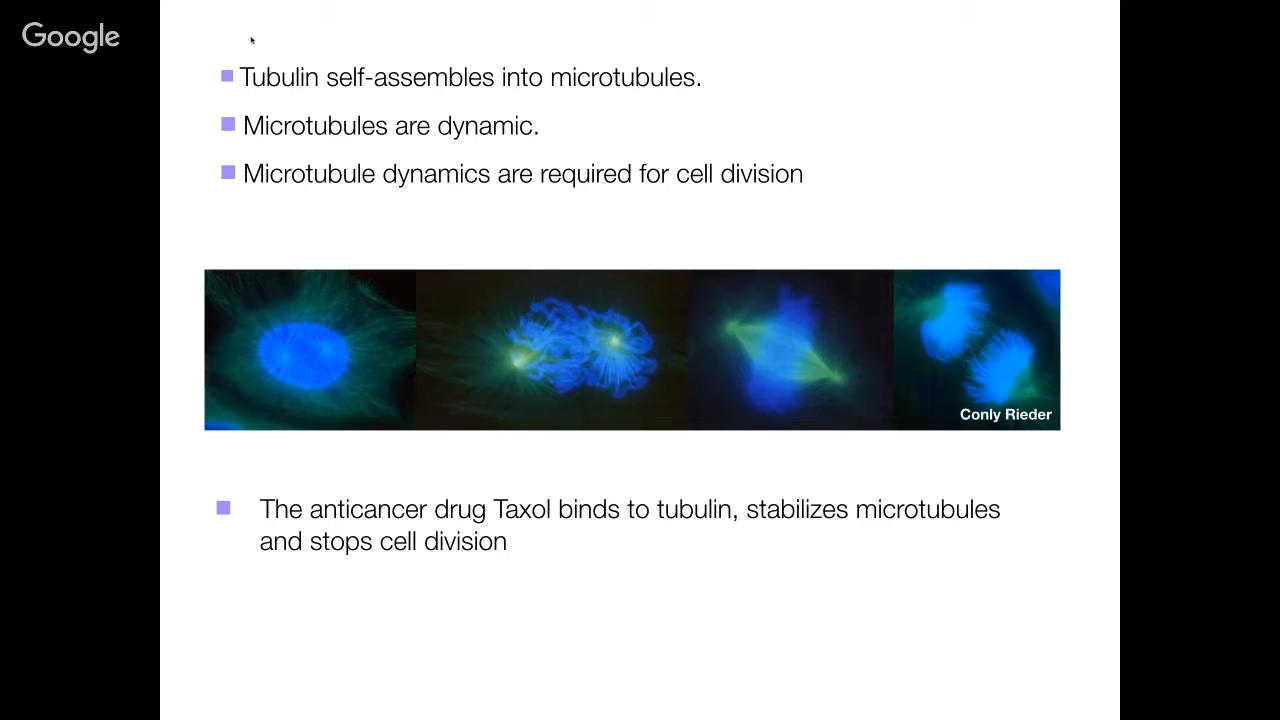 Google
Tubulin self-assembles into microtubules.
Microtubules are dynamic.
Microtubule dynamics are required for cell division
Conly Rieder
The anticancer drug Taxol binds to tubulin, stabilizes microtubules
and stops cell division